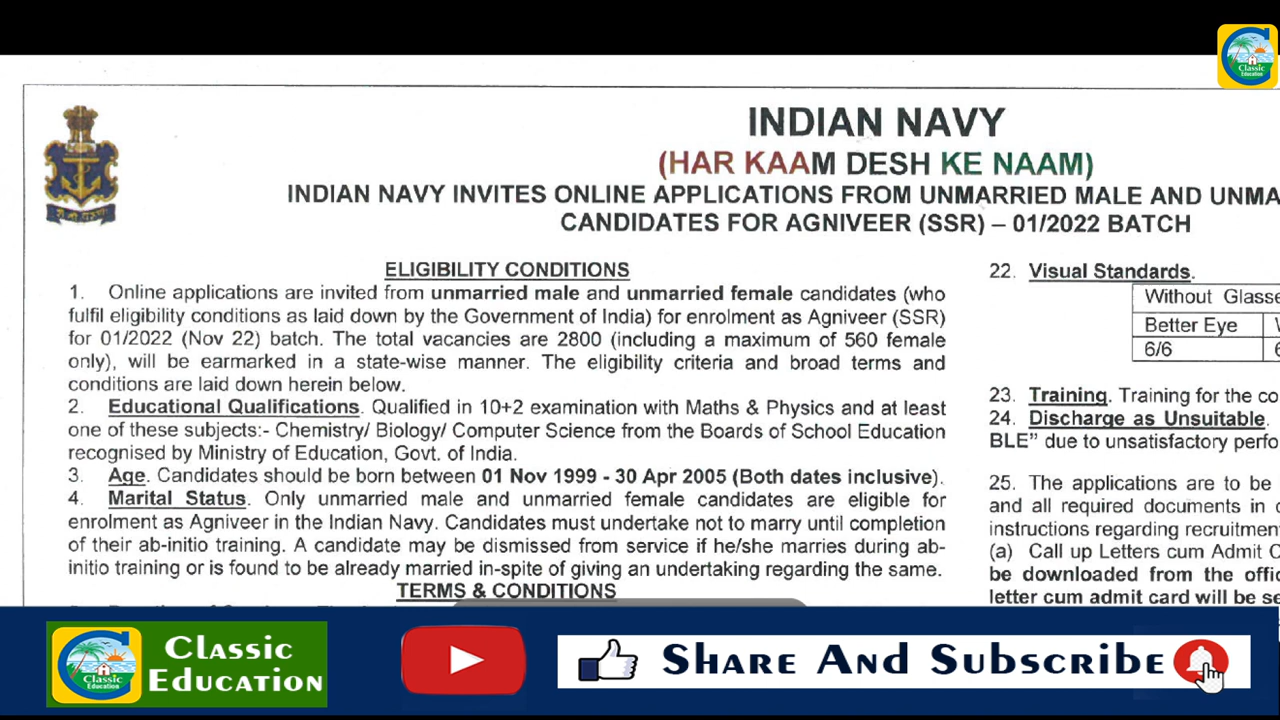 Classic
Education
INDIAN NAVY
(HAR KAAM DESH KE NAAM)
INDIAN NAVY INVITES ONLINE APPLICATIONS FROM UNMARRIED MALE AND UNMA
CANDIDATES FOR AGNIVEER (SSR) – 01/2022 BATCH
ELIGIBILITY CONDITIONS
1. Online applications are invited from unmarried male and unmarried female candidates (who
fulfil eligibility conditions as laid down by the Government of India) for enrolment as Agniveer (SSR)
for 01/2022 (Nov 22) batch. The total vacancies are 2800 (including a maximum of 560 female
only), will be earmarked in a state-wise manner. The eligibility criteria and broad terms and
conditions are laid down herein below.
2. Educational Qualifications. Qualified in 10+2 examination with Maths & Physics and at least
one of these subjects:- Chemistry/ Biology/ Computer Science from the Boards of School Education
recognised by Ministry of Education, Govt. of India.
3. Age. Candidates should be born between 01 Nov 1999 - 30 Apr 2005 (Both dates inclusive).
4. Marital Status. Only unmarried male and unmarried female candidates are eligible for
enrolment as Agniveer in the Indian Navy. Candidates must undertake not to marry until completion
of their ab-initio training. A candidate may be dismissed from service if he/she marries during ab-
initio training or is found to be already married in-spite of giving an undertaking regarding the same.
TERMS & CONDITIONS
22. Visual Standards.
Without Glasse
Better Eye
6/6
23. Training. Training for the co
24. Discharge as Unsuitable.
BLE" due to unsatisfactory perfo
25. The applications are to be
and all required documents in
instructions regarding recruitmen
(a) Call up Letters cum Admit C
be downloaded from the offic
letter cum admit card will be se
Classic
Education
Classic
Education
Share And Subscribe